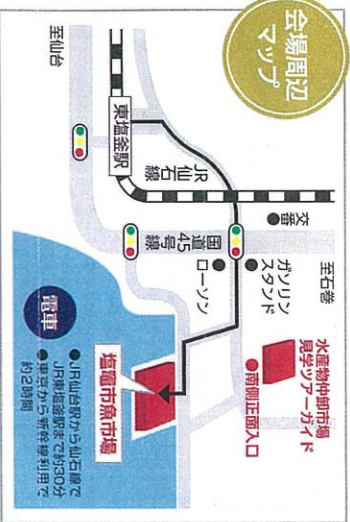 会場周辺
マップ
至仙台
東塩釜駅
JR仙石線
交番
国道45号線
至石巻
ガソリン
スタンド
ローソン
水産物仲卸市場
見学ツアーガイド
南側正面入口
塩竈市魚市場
電車
●JR仙台駅から仙石線で
JR東塩釜駅まで約30分
●東京から新幹線利用で
約2時間